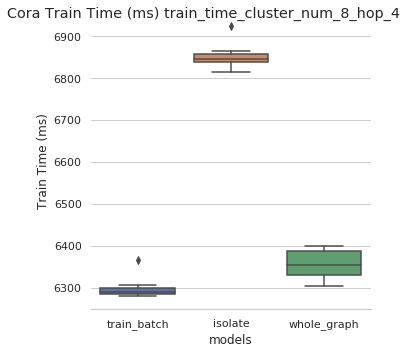 Cora Train Time (ms) train_time_cluster_num_8_hop_4
6900
6800
6700
6600
6500
6400
6300
Train Time (ms)
train_batch isolate whole_graph
models